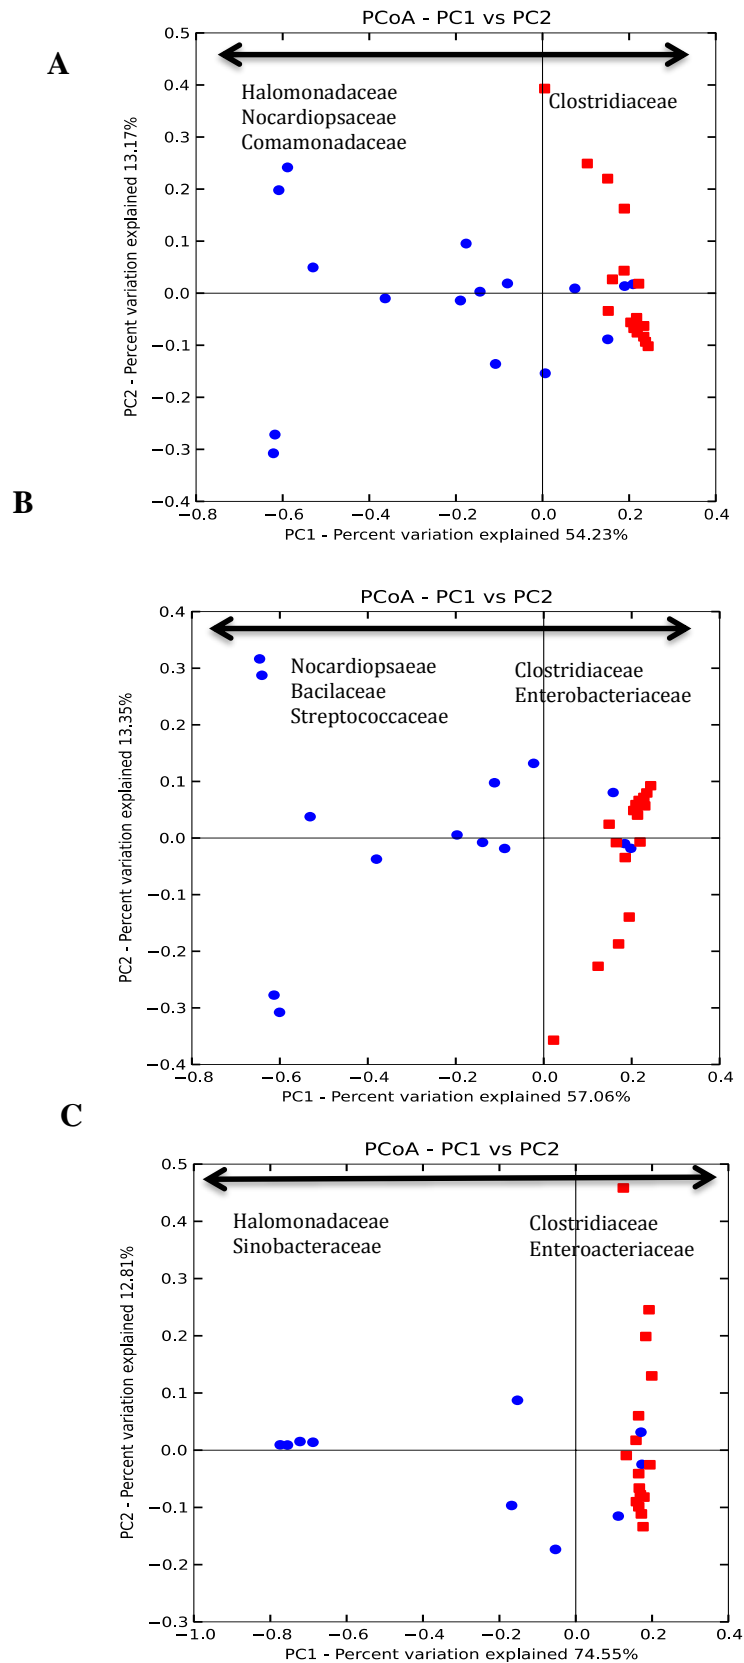 PCoA - PC1 vs PC2
A
0.5
0.4
0.3
0.2
0.1
0.0
−0.1
−0.2
−0.3
−0.4
PC2 - Percent variation explained 13.17%
Halomonadaceae
Nocardiopsaceae
Comamonadaceae
Clostridiaceae
−0.8 −0.6 −0.4 −0.2 0.0 0.2 0.4
PC1 - Percent variation explained 54.23%
B
PCoA - PC1 vs PC2
0.4
0.3
0.2
0.1
0.0
−0.1
−0.2
−0.3
−0.4
PC2 - Percent variation explained 13.35%
Nocardiopsaeae
Bacilaceae
Streptococcaceae
Clostridiaceae
Enterobacteriaceae
−0.8 −0.6 −0.4 −0.2 0.0 0.2 0.4
PC1 - Percent variation explained 57.06%
C
PCoA - PC1 vs PC2
0.5
0.4
0.3
0.2
0.1
0.0
−0.1
−0.2
−0.3
PC2 - Percent variation explained 12.81%
Halomonadaceae
Sinobacteraceae
Clostridiaceae
Enteroacteriaceae
−1.0 −0.8 −0.6 −0.4 −0.2 0.0 0.2 0.4
PC1 - Percent variation explained 74.55%